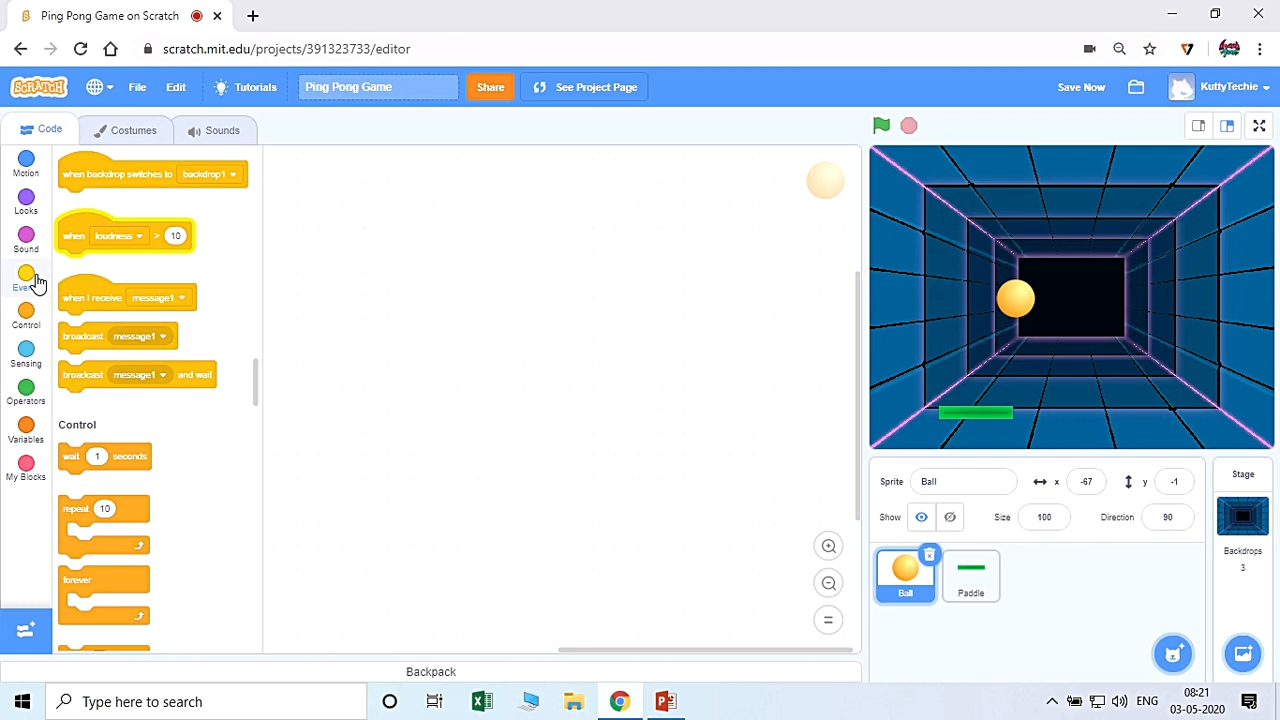 Ping Pong Game on Scratch
scratch.mit.edu/projects/391323733/editor
SCRATCH
File
Edit
Tutorials
Ping Pong Game
Share
See Project Page
Save Now
KuttyTechie
Code
Costumes
Sounds
Motion
Looks
Sound
Control
Sensing
Operators
Variables
My Blocks
when backdrop switches to backdrop1
when loudness > 10
when I receive message1
broadcast message1
broadcast message1 and wait
Control
wait 1 seconds
repeat 10
forever
Sprite Ball x -67 y -1
Show Size 100 Direction 90
Ball
Paddle
Stage
Backdrops
3
Backpack
Type here to search
ENG
08:21
03-05-2020